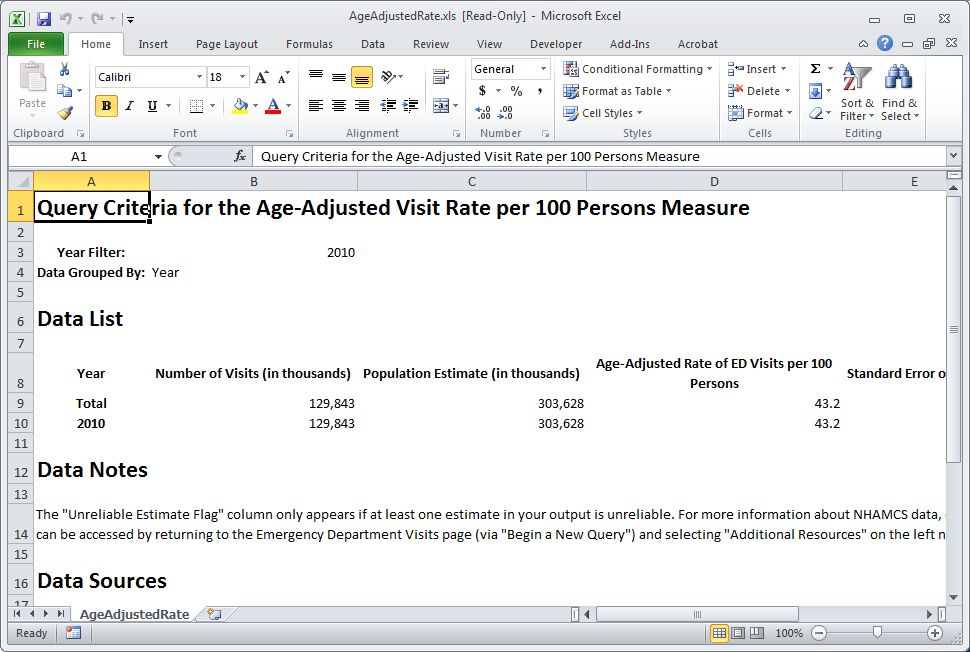 AgeAdjustedRate.xls [Read-Only] - Microsoft Excel
File Home Insert Page Layout Formulas Data Review View Developer Add-Ins Acrobat
Paste
Clipboard
Calibri 18
B I U
Font
Alignment
General
$ % ,
Number
Conditional Formatting
Format as Table
Cell Styles
Styles
Insert
Delete
Format
Cells
Σ
Sort & Filter
Find & Select
Editing
A1 fx Query Criteria for the Age-Adjusted Visit Rate per 100 Persons Measure
A B C D E
1 Query Criteria for the Age-Adjusted Visit Rate per 100 Persons Measure
2
3 Year Filter: 2010
4 Data Grouped By: Year
5
6 Data List
7
8 Year Number of Visits (in thousands) Population Estimate (in thousands) Age-Adjusted Rate of ED Visits per 100 Persons Standard Error o
9 Total 129,843 303,628 43.2
10 2010 129,843 303,628 43.2
11
12 Data Notes
13
The "Unreliable Estimate Flag" column only appears if at least one estimate in your output is unreliable. For more information about NHAMCS data,
14 can be accessed by returning to the Emergency Department Visits page (via "Begin a New Query") and selecting "Additional Resources" on the left n
15
16 Data Sources
17
AgeAdjustedRate
Ready 100%